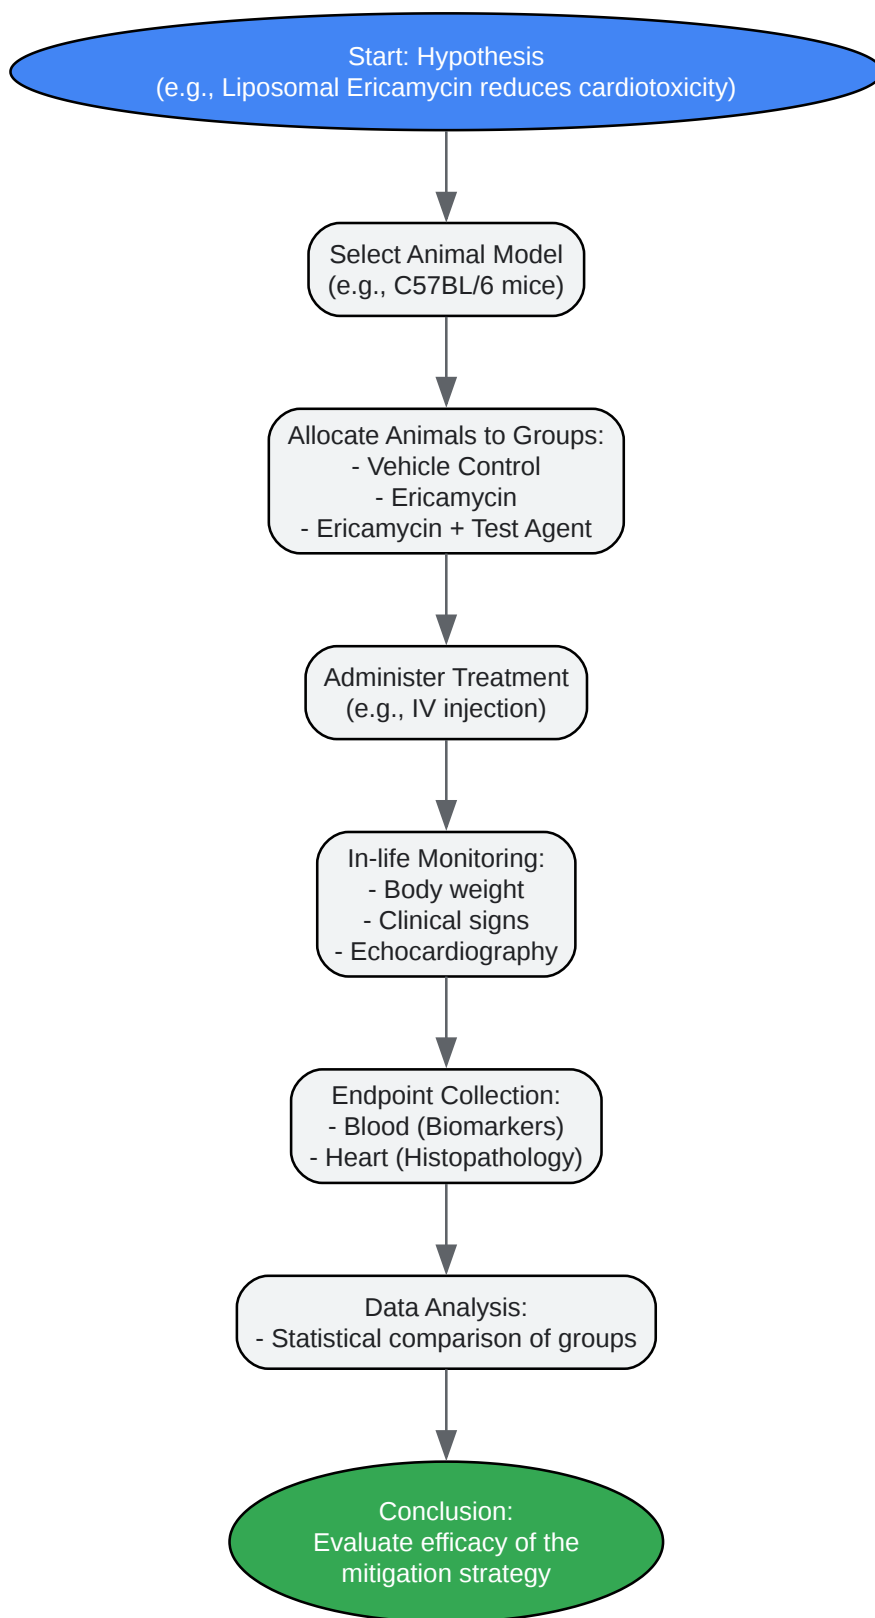 Start: Hypothesis
(e.g., Liposomal Ericamycin reduces cardiotoxicity)
Select Animal Model
(e.g., C57BL/6 mice)
Allocate Animals to Groups:
- Vehicle Control
- Ericamycin
- Ericamycin + Test Agent
Administer Treatment
(e.g., IV injection)
In-life Monitoring:
- Body weight
- Clinical signs
- Echocardiography
Endpoint Collection:
- Blood (Biomarkers)
- Heart (Histopathology)
Data Analysis:
- Statistical comparison of groups
Conclusion:
Evaluate efficacy of the
mitigation strategy